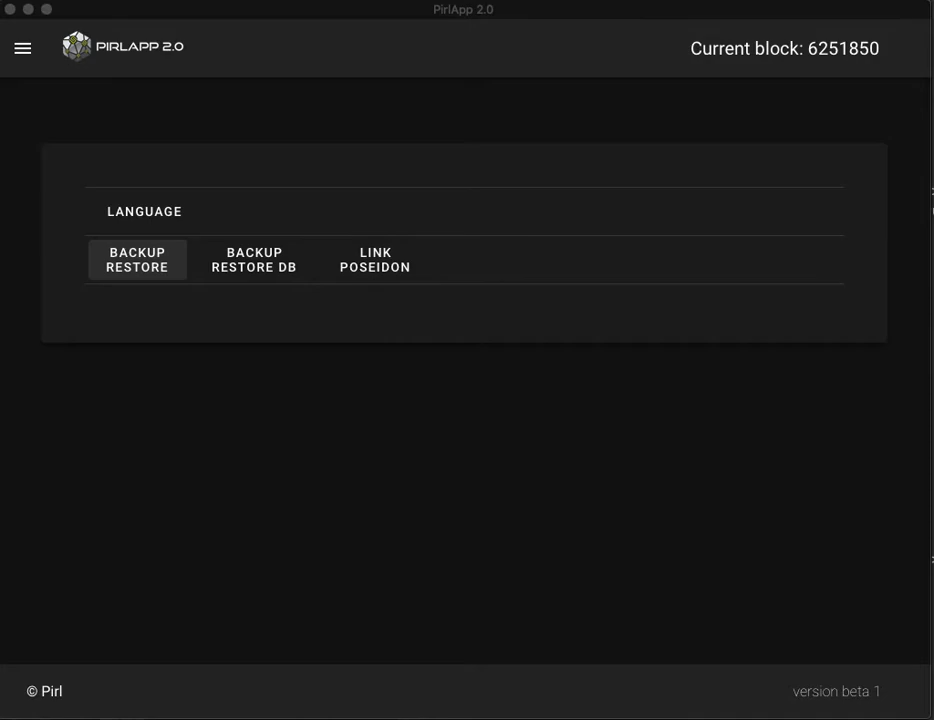 PirlApp 2.0
PIRLAPP 2.0
Current block: 6251850
LANGUAGE
BACKUP
RESTORE
BACKUP
RESTORE DB
LINK
POSEIDON
© Pirl
version beta 1